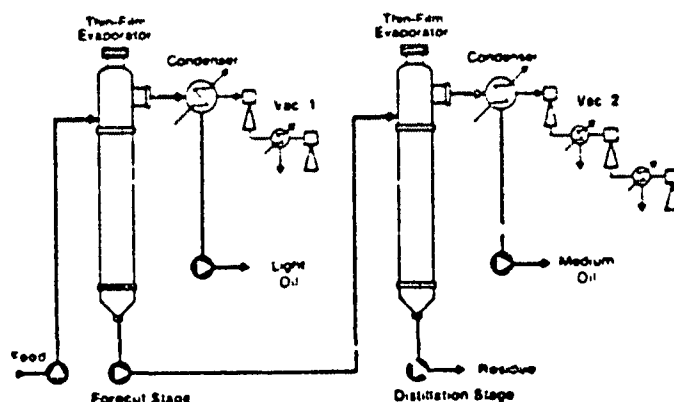 Thin-Film
Evaporator
Condenser
Vac 1
Light
Oil
Feed
Forecut Stage
Thin-Film
Evaporator
Condenser
Vac 2
Medium
Oil
Residue
Distillation Stage